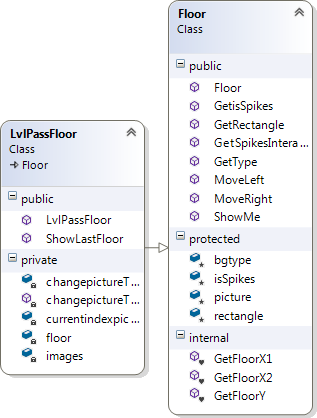 LvlPassFloor
Class
Floor
public
LvlPassFloor
ShowLastFloor
private
changepictureT...
changepictureT...
currentindexpic...
floor
images
Floor
Class
public
Floor
GetisSpikes
GetRectangle
GetSpikesIntera...
GetType
MoveLeft
MoveRight
ShowMe
protected
bgtype
isSpikes
picture
rectangle
internal
GetFloorX1
GetFloorX2
GetFloorY